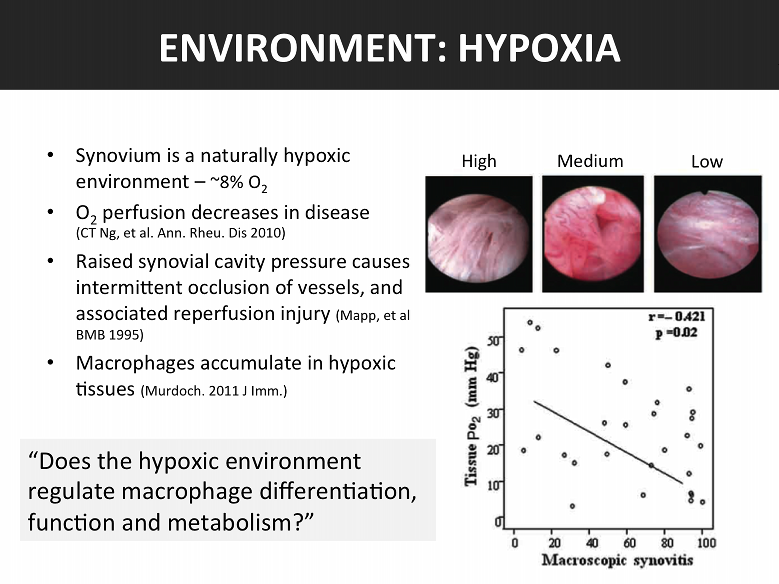 ENVIRONMENT: HYPOXIA
• Synovium is a naturally hypoxic
environment – ~8% O₂
• O₂ perfusion decreases in disease
(CT Ng, et al. Ann. Rheu. Dis 2010)
• Raised synovial cavity pressure causes
intermittent occlusion of vessels, and
associated reperfusion injury (Mapp, et al
BMB 1995)
• Macrophages accumulate in hypoxic
tissues (Murdoch. 2011 J Imm.)
“Does the hypoxic environment
regulate macrophage differentiation,
function and metabolism?”
High Medium Low
r=– 0.421
p =0.02
Tissue Po₂ (mm Hg)
50
40
30
20
10
0
0 20 40 60 80 100
Macroscopic synovitis